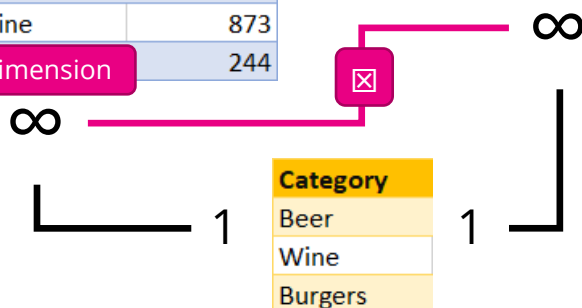 ine 873
imension 244
∞
∞
☒
1 1
Category
Beer
Wine
Burgers